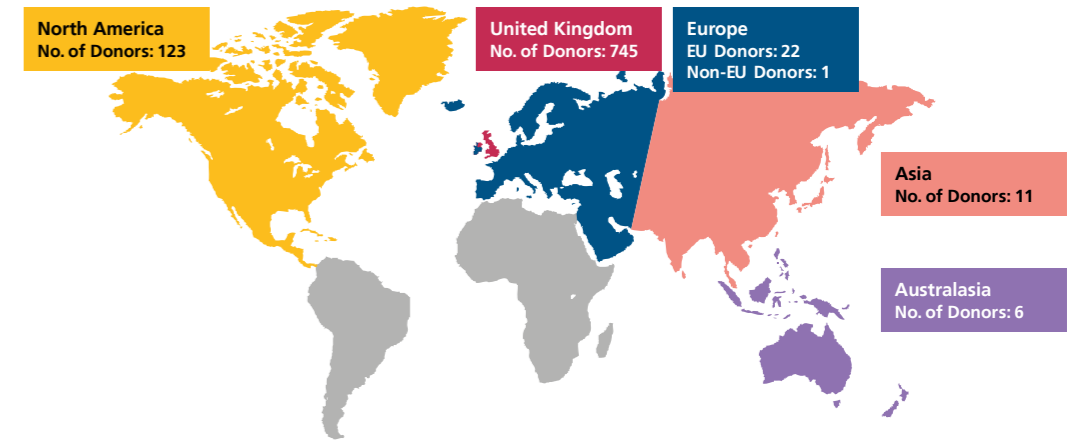 North America
No. of Donors: 123
United Kingdom
No. of Donors: 745
Europe
EU Donors: 22
Non-EU Donors: 1
Asia
No. of Donors: 11
Australasia
No. of Donors: 6